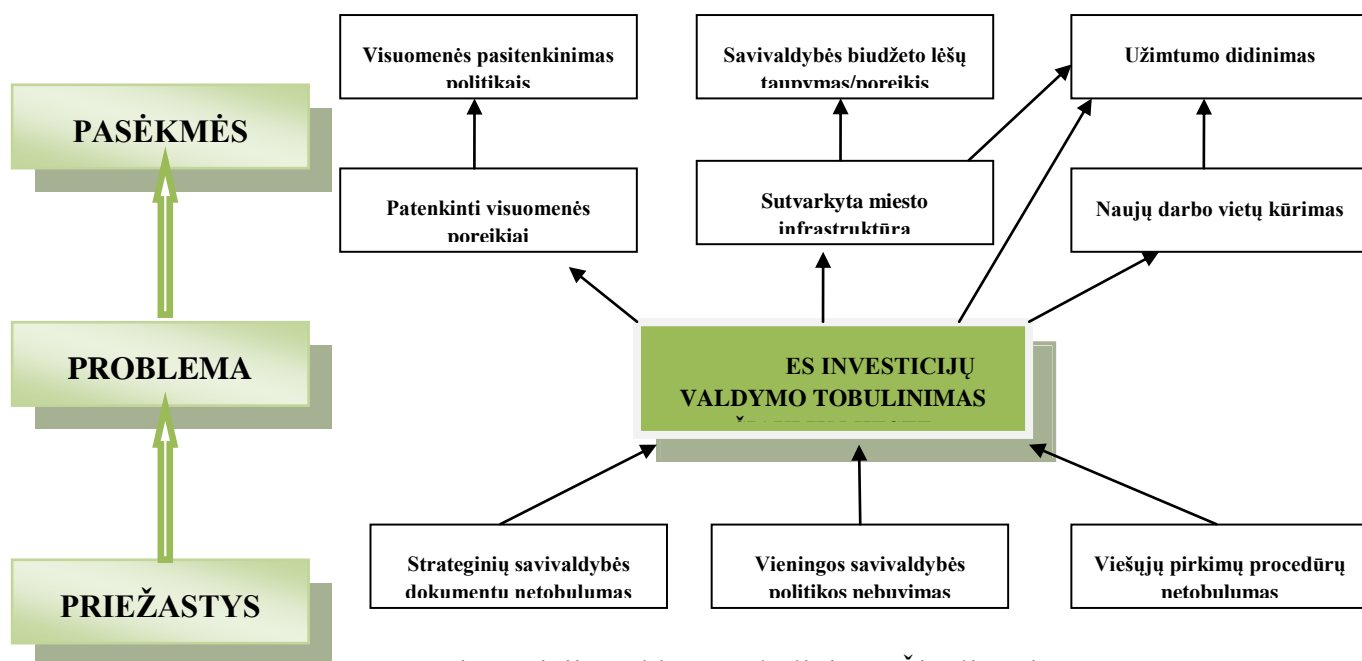 Visuomenės pasitenkinimas
politikais
Savivaldybės biudžeto lėšų
taupymas/poreikis
Užimtumo didinimas
PASĖKMĖS
Patenkinti visuomenės
poreikiai
Sutvarkyta miesto
infrastruktūra
Naujų darbo vietų kūrimas
PROBLEMA
ES INVESTICIJŲ
VALDYMO TOBULINIMAS
Strateginių savivaldybės
dokumentų netobulumas
Vieningos savivaldybės
politikos nebuvimas
Viešųjų pirkimų procedūrų
netobulumas
PRIEŽASTYS